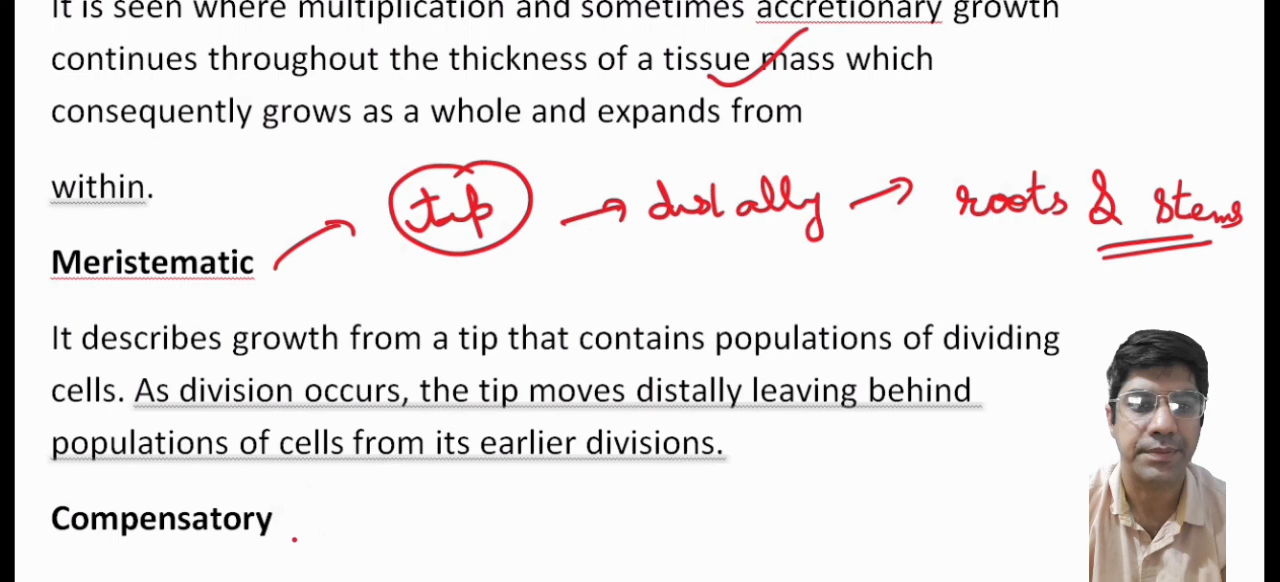 It is seen where multiplication and sometimes accretionary growth
continues throughout the thickness of a tissue mass which
consequently grows as a whole and expands from
within.
tip → distally → roots & stems
Meristematic
It describes growth from a tip that contains populations of dividing
cells. As division occurs, the tip moves distally leaving behind
populations of cells from its earlier divisions.
Compensatory